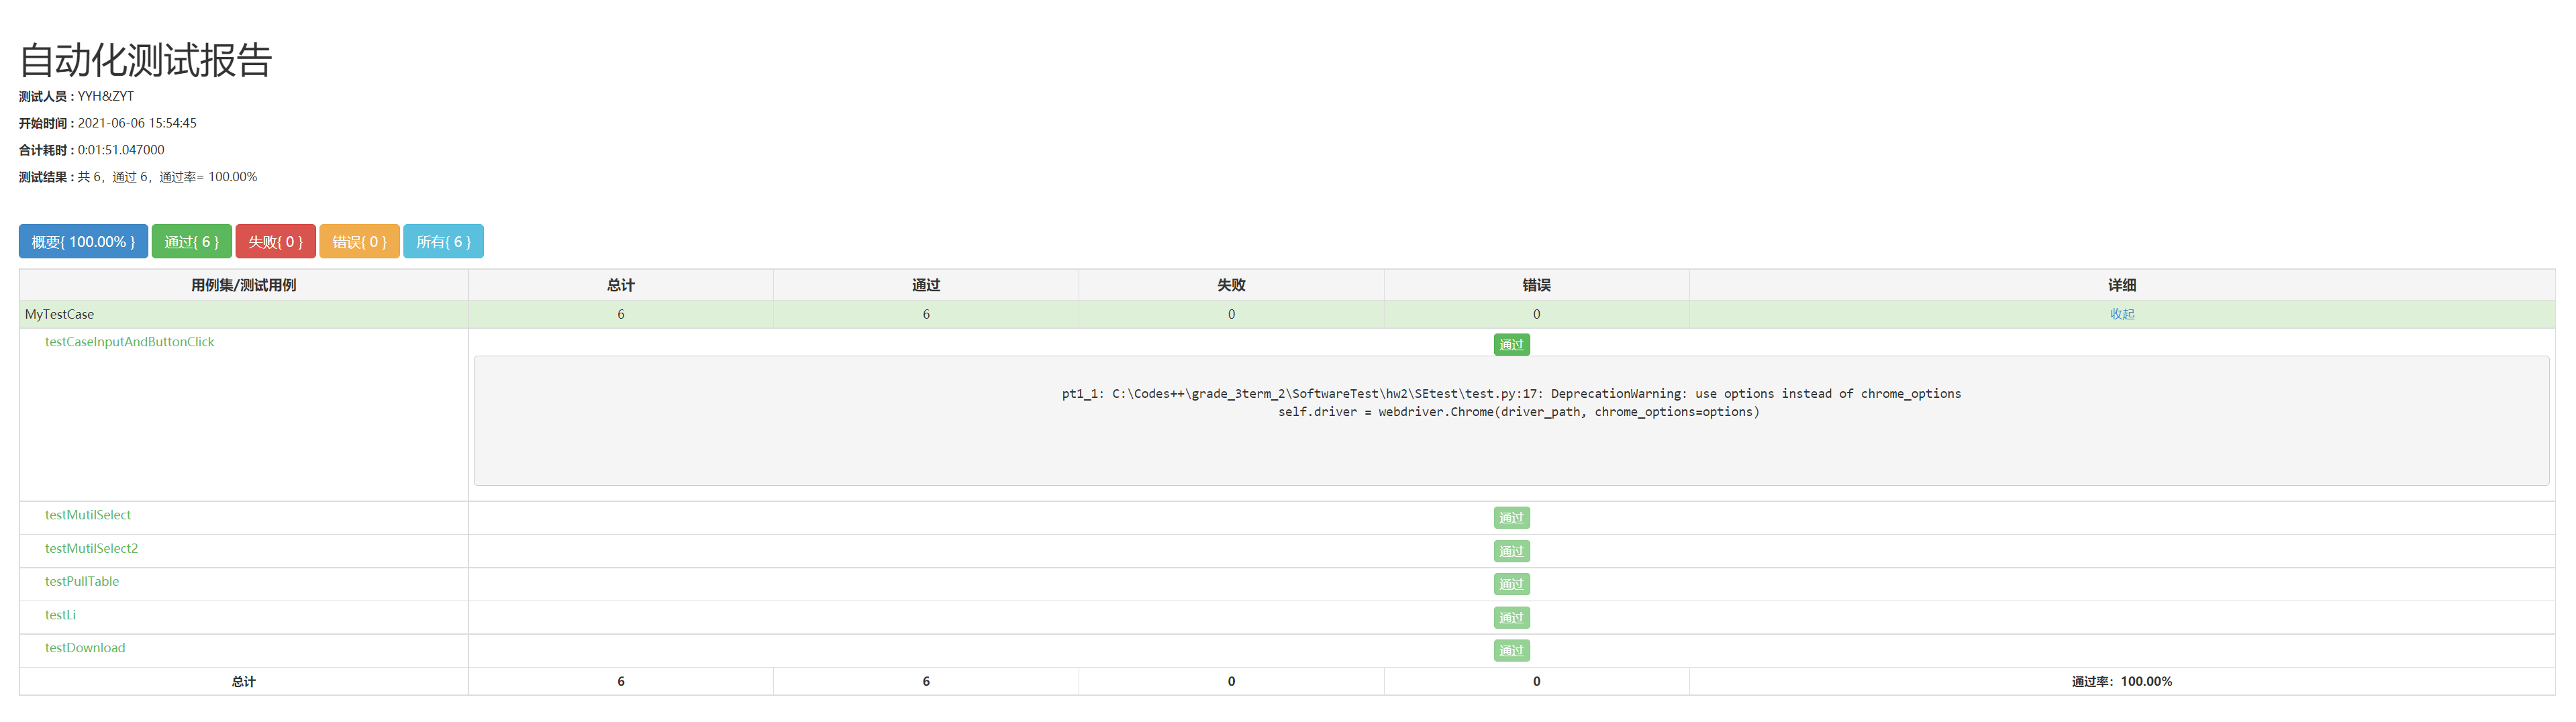 自动化测试报告
测试人员 : YYH&ZYT
开始时间 : 2021-06-06 15:54:45
合计耗时 : 0:01:51.047000
测试结果 : 共 6，通过 6，通过率= 100.00%
概要{ 100.00% } 通过{ 6 } 失败{ 0 } 错误{ 0 } 所有{ 6 }
用例集/测试用例 总计 通过 失败 错误 详细
MyTestCase 6 6 0 0 收起
testCaseInputAndButtonClick 通过
pt1_1: C:\Codes++\grade_3term_2\SoftwareTest\hw2\SEtest\test.py:17: DeprecationWarning: use options instead of chrome_options
self.driver = webdriver.Chrome(driver_path, chrome_options=options)
testMutilSelect 通过
testMutilSelect2 通过
testPullTable 通过
testLi 通过
testDownload 通过
总计 6 6 0 0 通过率：100.00%